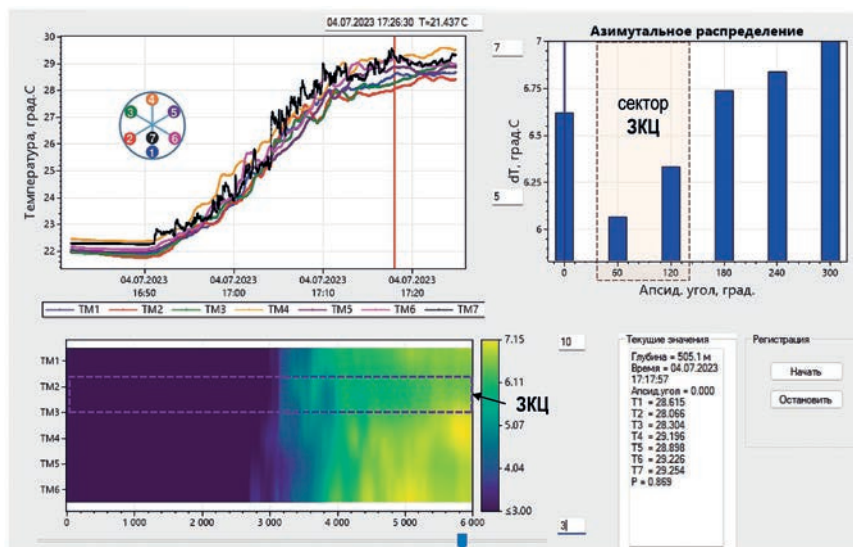 04.07.2023 17:26:30 T=21.437 C
Температура, град.С
30
29
28
27
26
25
24
23
22
4
3
5
2
7
6
1
04.07.2023
16:50
04.07.2023
17:00
04.07.2023
17:10
04.07.2023
17:20
TM1
TM2
TM3
TM4
TM5
TM6
TM7
7
5
Азимутальное распределение
dT, град.С
7
6.75
6.5
6.25
6
сектор
ЗКЦ
0
60
120
180
240
300
Апсид. угол, град.
TM1
TM2
TM3
TM4
TM5
TM6
0
1 000
2 000
3 000
4 000
5 000
6 000
7.15
6.11
5.07
4.04
≤3.00
ЗКЦ
10
3
Текущие значения
Глубина = 505.1 м
Время = 04.07.2023
17:17:57
Апсид.угол = 0.000
T1 = 28.615
T2 = 28.066
T3 = 28.304
T4 = 29.196
T5 = 28.898
T6 = 29.226
T7 = 29.254
P = 0.869
Регистрация
Начать
Остановить